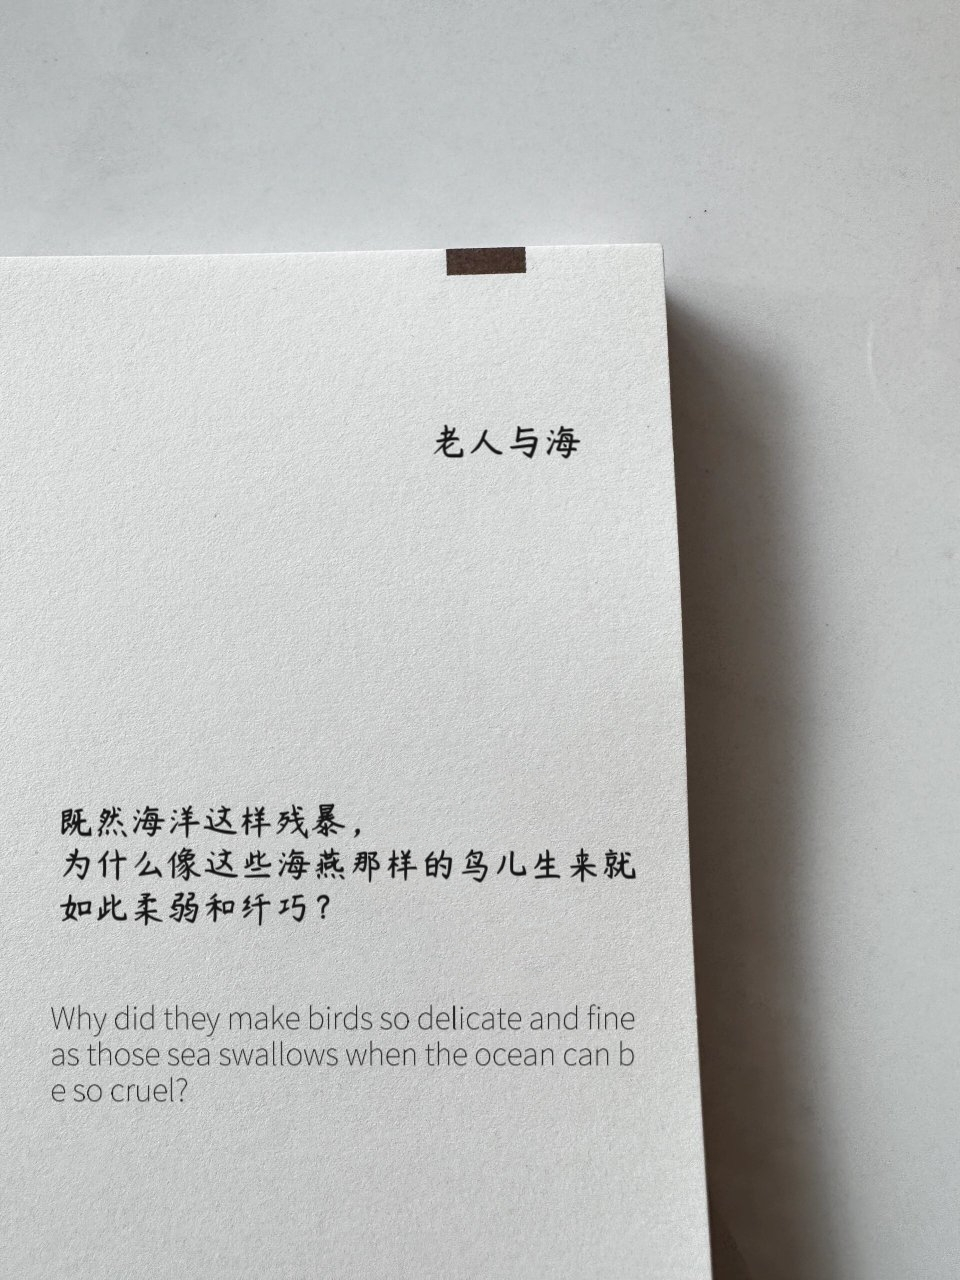 老人与海
既然海洋这样残暴，
为什么像这些海燕那样的鸟儿生来就
如此柔弱和纤巧？
Why did they make birds so delicate and fine
as those sea swallows when the ocean can b
e so cruel?